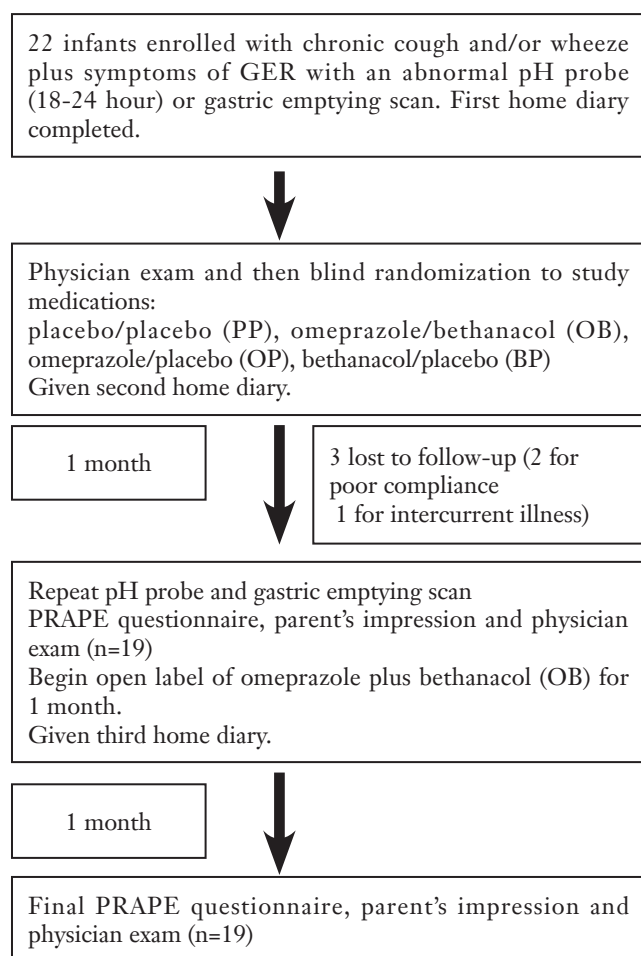 22 infants enrolled with chronic cough and/or wheeze
plus symptoms of GER with an abnormal pH probe
(18-24 hour) or gastric emptying scan. First home diary
completed.
Physician exam and then blind randomization to study
medications:
placebo/placebo (PP), omeprazole/bethanacol (OB),
omeprazole/placebo (OP), bethanacol/placebo (BP)
Given second home diary.
1 month
3 lost to follow-up (2 for
poor compliance
1 for intercurrent illness)
Repeat pH probe and gastric emptying scan
PRAPE questionnaire, parent's impression and physician
exam (n=19)
Begin open label of omeprazole plus bethanacol (OB) for
1 month.
Given third home diary.
1 month
Final PRAPE questionnaire, parent's impression and
physician exam (n=19)